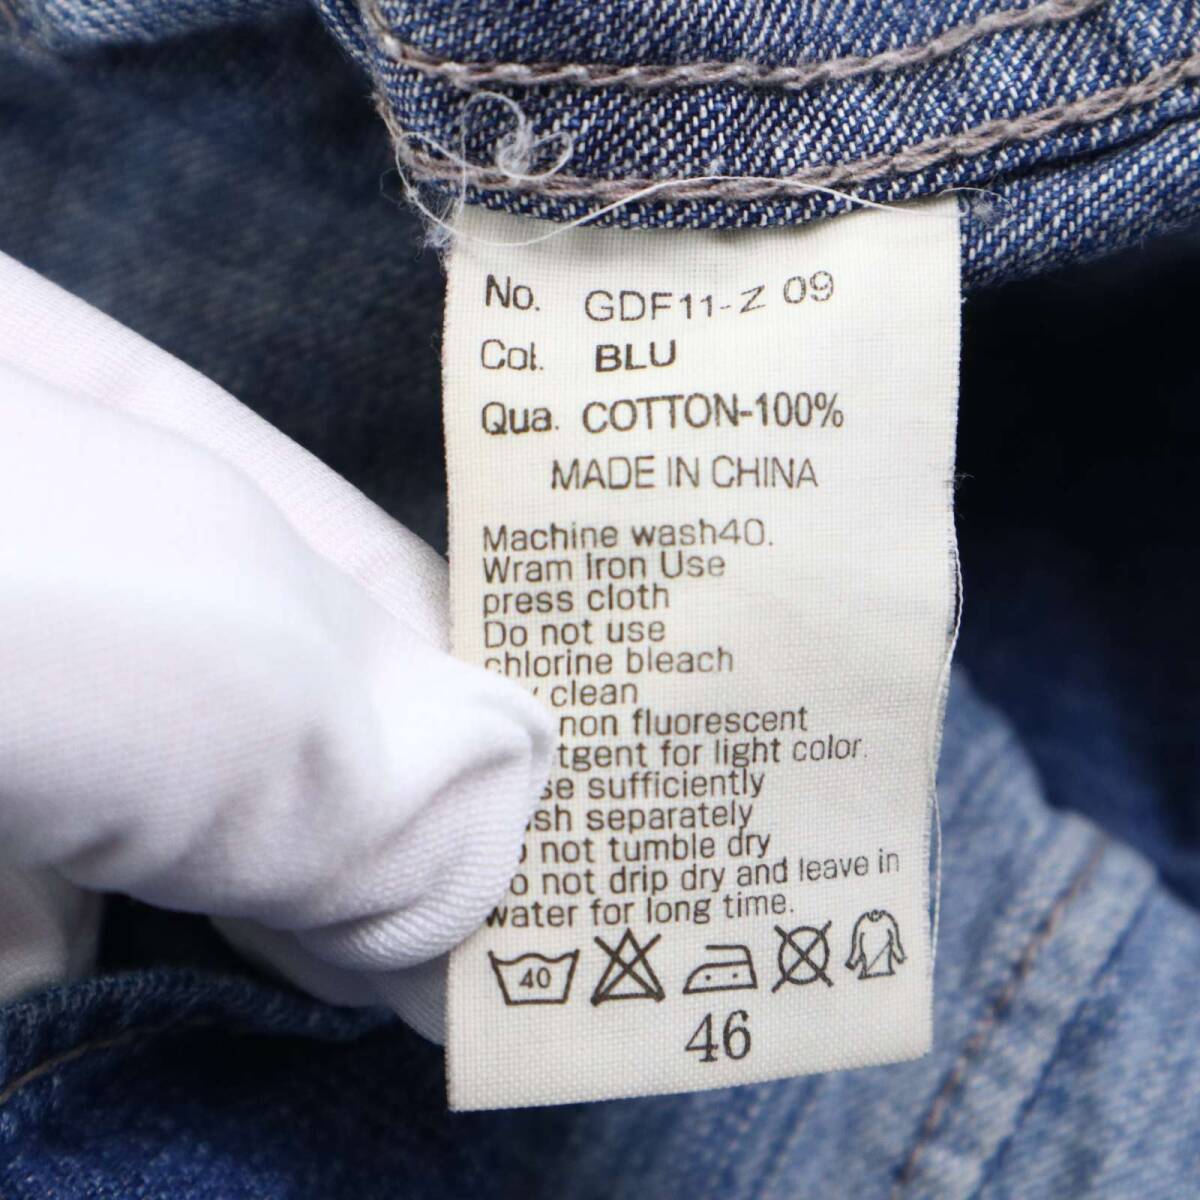 No. GDF11-Z 09
Col. BLU
Qua. COTTON-100%
MADE IN CHINA
Machine wash40.
Wram Iron Use
press cloth
Do not use
chlorine bleach
clean
non fluorescent
for light color.
sufficiently
separately
not tumble dry
not drip dry and leave in
water for long time.
40
46